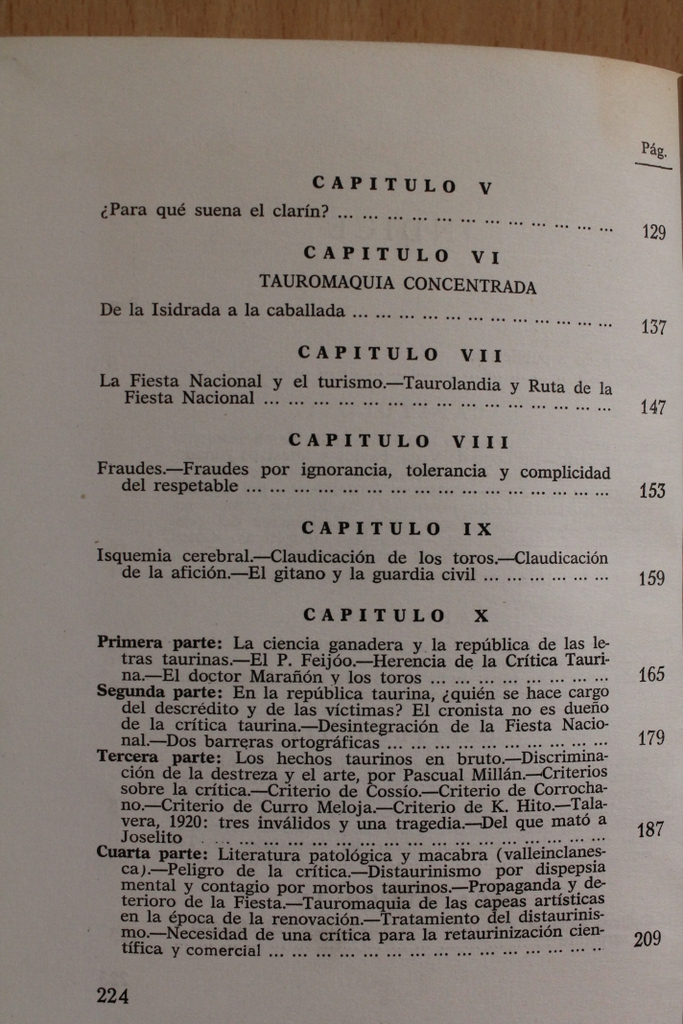 Pág.
CAPITULO V
¿Para qué suena el clarín? ... ... ... ... ... ... ... ... ... ... ... 129
CAPITULO VI
TAUROMAQUIA CONCENTRADA
De la Isidrada a la caballada ... ... ... ... ... ... ... ... ... ... ... 137
CAPITULO VII
La Fiesta Nacional y el turismo.—Taurolandia y Ruta de la
Fiesta Nacional ... ... ... ... ... ... ... ... ... ... ... ... ... ... 147
CAPITULO VIII
Fraudes.—Fraudes por ignorancia, tolerancia y complicidad
del respetable ... ... ... ... ... ... ... ... ... ... ... ... ... ... ... 153
CAPITULO IX
Isquemia cerebral.—Claudicación de los toros.—Claudicación
de la afición.—El gitano y la guardia civil ... ... ... ... ... 159
CAPITULO X
Primera parte: La ciencia ganadera y la república de las le-
tras taurinas.—El P. Feijóo.—Herencia de la Crítica Tauri-
na.—El doctor Marañón y los toros ... ... ... ... ... ... ... 165
Segunda parte: En la república taurina, ¿quién se hace cargo
del descrédito y de las víctimas? El cronista no es dueño
de la crítica taurina.—Desintegración de la Fiesta Nacio-
nal.—Dos barreras ortográficas ... ... ... ... ... ... ... ... ... 179
Tercera parte: Los hechos taurinos en bruto.—Discrimina-
ción de la destreza y el arte, por Pascual Millán.—Criterios
sobre la crítica.—Criterio de Cossío.—Criterio de Corrocha-
no.—Criterio de Curro Meloja.—Criterio de K. Hito.—Tala-
vera, 1920: tres inválidos y una tragedia.—Del que mató a
Joselito ... ... ... ... ... ... ... ... ... ... ... ... ... ... ... ... 187
Cuarta parte: Literatura patológica y macabra (valleinclanes-
ca).—Peligro de la crítica.—Distaurinismo por dispepsia
mental y contagio por morbos taurinos.—Propaganda y de-
terioro de la Fiesta.—Tauromaquia de las capeas artísticas
en la época de la renovación.—Tratamiento del distaurinis-
mo.—Necesidad de una crítica para la retaurinización cien-
tífica y comercial ... ... ... ... ... ... ... ... ... ... ... ... ... ... 209
224